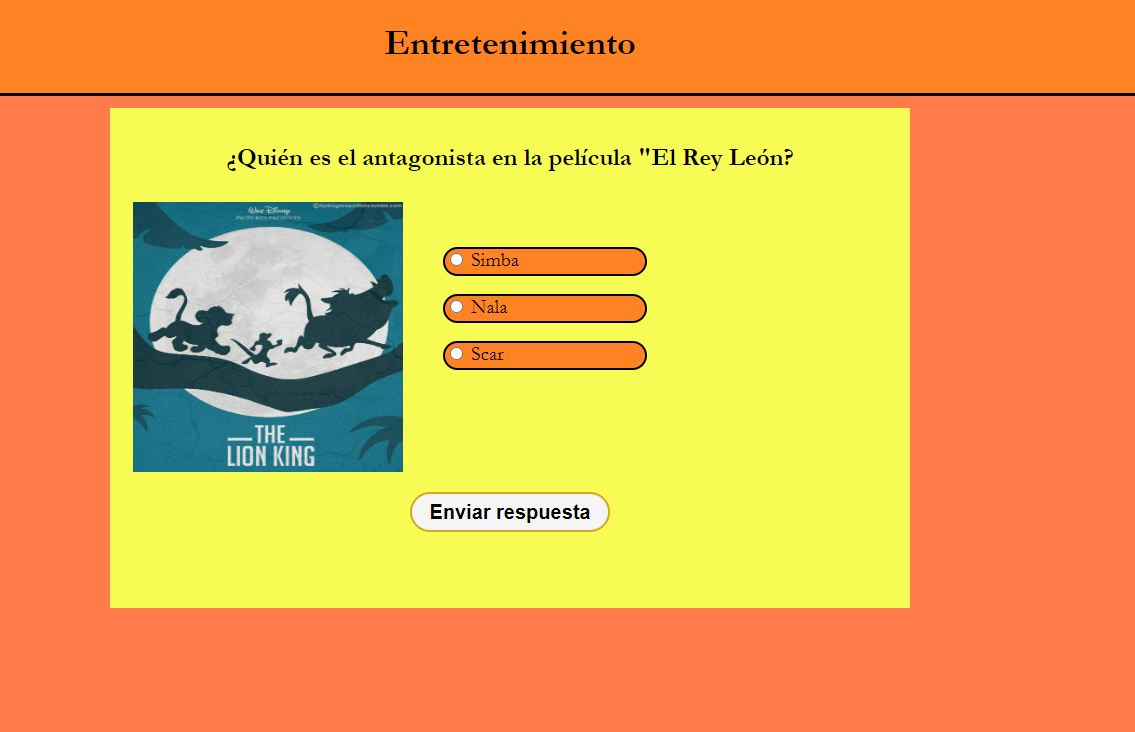 Entretenimiento
¿Quién es el antagonista en la película "El Rey León?
Walt Disney
PICTURES PRESENTS
Simba
Nala
Scar
THE
LION KING
Enviar respuesta